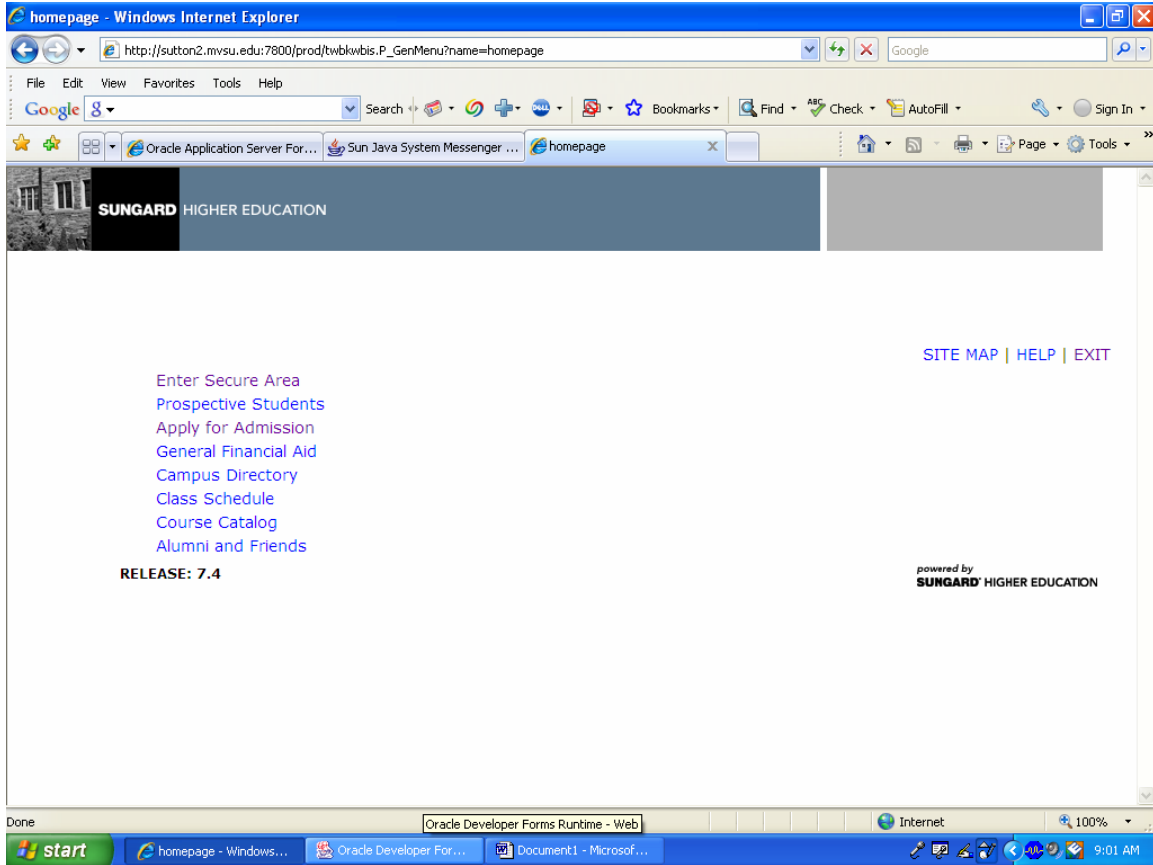 homepage - Windows Internet Explorer
http://sutton2.mvsu.edu:7800/prod/twbkwbis.P_GenMenu?name=homepage
Google
File Edit View Favorites Tools Help
Google Search Bookmarks Find Check AutoFill Sign In
Oracle Application Server For... Sun Java System Messenger ... homepage Page Tools
SUNGARD HIGHER EDUCATION
SITE MAP | HELP | EXIT
Enter Secure Area
Prospective Students
Apply for Admission
General Financial Aid
Campus Directory
Class Schedule
Course Catalog
Alumni and Friends
RELEASE: 7.4
powered by
SUNGARD' HIGHER EDUCATION
Done Oracle Developer Forms Runtime - Web Internet 100%
start homepage - Windows... Oracle Developer For... Document1 - Microsof... 9:01 AM